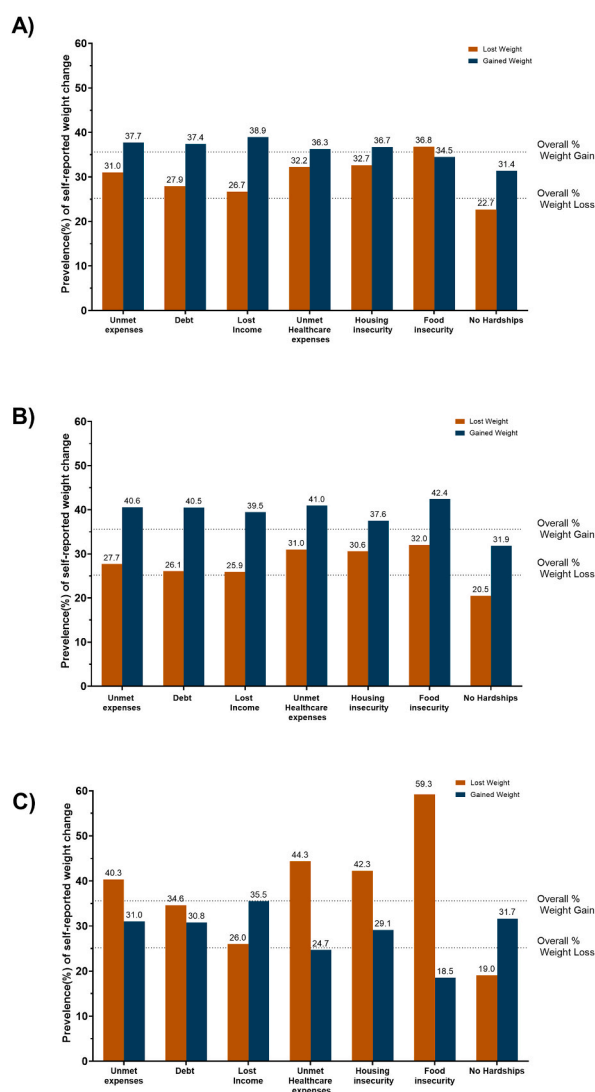 A)
Prevelence(%) of self-reported weight change
60
50
40
30
20
10
0
Lost Weight
Gained Weight
31.0 37.7
27.9 37.4
26.7 38.9
32.2 36.3
32.7 36.7
36.8 34.5
22.7 31.4
Overall %
Weight Gain
Overall %
Weight Loss
Unmet
expenses
Debt
Lost
Income
Unmet
Healthcare
expenses
Housing
insecurity
Food
insecurity
No Hardships
B)
Prevelence(%) of self-reported weight change
60
50
40
30
20
10
0
Lost Weight
Gained Weight
27.7 40.6
26.1 40.5
25.9 39.5
31.0 41.0
30.6 37.6
32.0 42.4
20.5 31.9
Overall %
Weight Gain
Overall %
Weight Loss
Unmet
expenses
Debt
Lost
Income
Unmet
Healthcare
expenses
Housing
insecurity
Food
insecurity
No Hardships
C)
Prevelence(%) of self-reported weight change
60
50
40
30
20
10
0
Lost Weight
Gained Weight
40.3 31.0
34.6 30.8
26.0 35.5
44.3 24.7
42.3 29.1
59.3 18.5
19.0 31.7
Overall %
Weight Gain
Overall %
Weight Loss
Unmet
expenses
Debt
Lost
Income
Unmet
Healthcare
expenses
Housing
insecurity
Food
insecurity
No Hardships